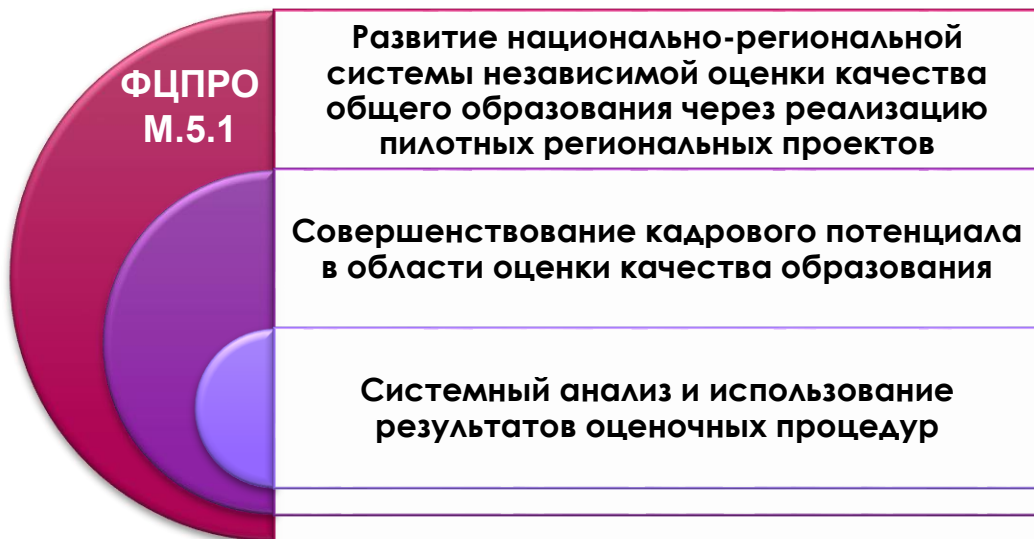 ФЦПРО
М.5.1
Развитие национально-региональной
системы независимой оценки качества
общего образования через реализацию
пилотных региональных проектов
Совершенствование кадрового потенциала
в области оценки качества образования
Системный анализ и использование
результатов оценочных процедур